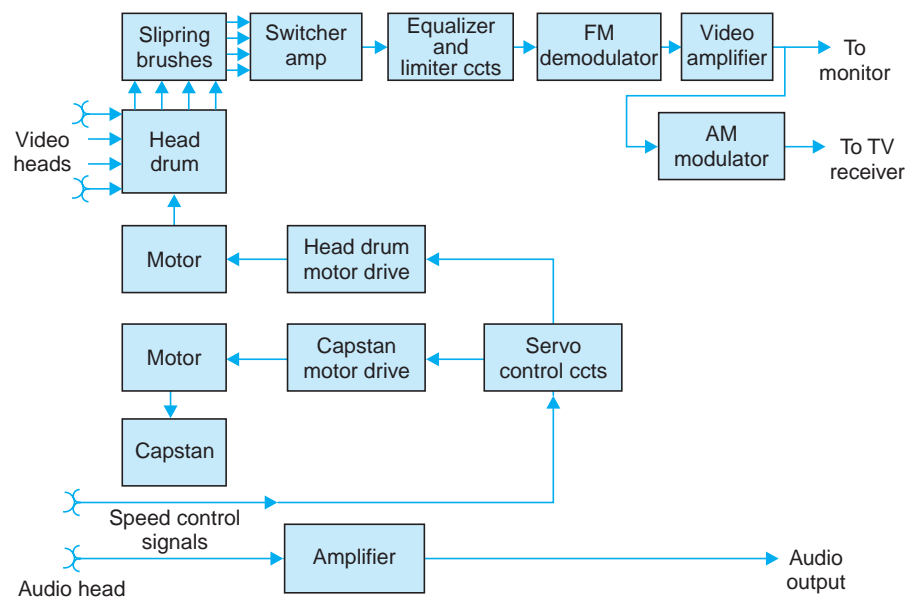 Slipring
brushes
Switcher
amp
Equalizer
and
limiter ccts
FM
demodulator
Video
amplifier
To
monitor
Video
heads
Head
drum
AM
modulator
To TV
receiver
Motor
Head drum
motor drive
Motor
Capstan
motor drive
Servo
control ccts
Capstan
Speed control
signals
Audio head
Amplifier
Audio
output